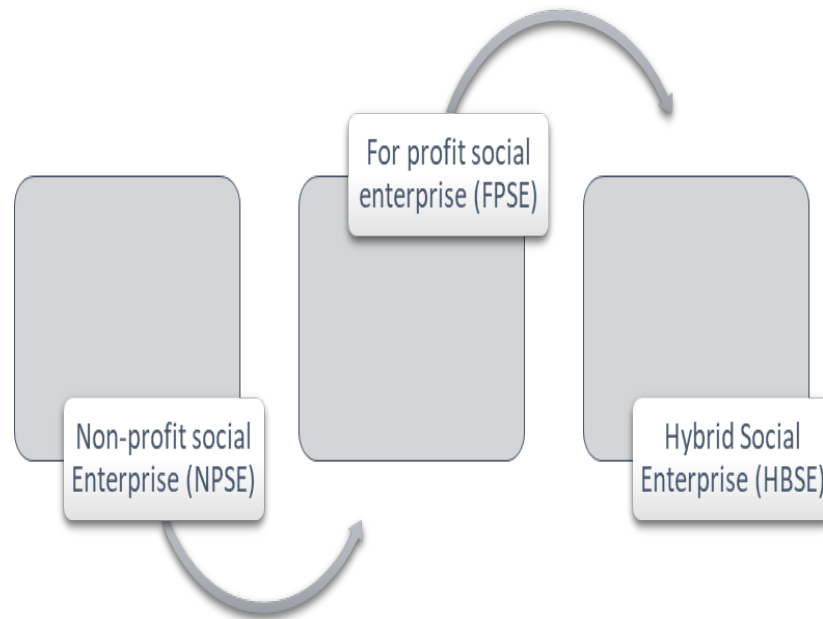 Non-profit social
Enterprise (NPSE)
For profit social
enterprise (FPSE)
Hybrid Social
Enterprise (HBSE)